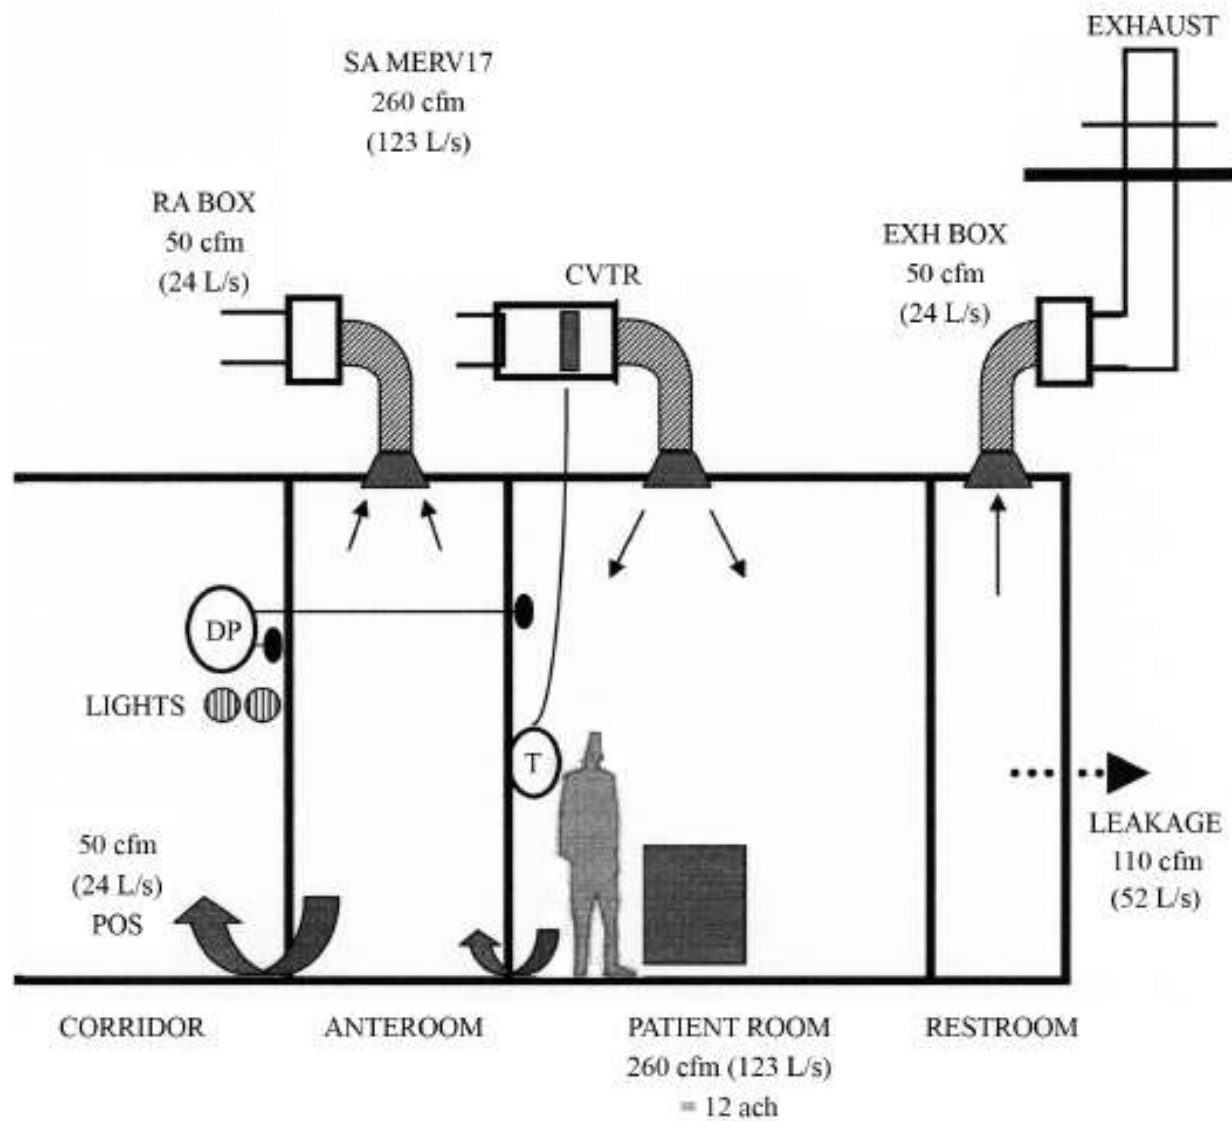 EXHAUST
SA MERV17
260 cfm
(123 L/s)
RA BOX
50 cfm
(24 L/s)
EXH BOX
50 cfm
(24 L/s)
CVTR
DP
LIGHTS
T
50 cfm
(24 L/s)
POS
LEAKAGE
110 cfm
(52 L/s)
CORRIDOR
ANTEROOM
PATIENT ROOM
260 cfm (123 L/s)
= 12 ach
RESTROOM